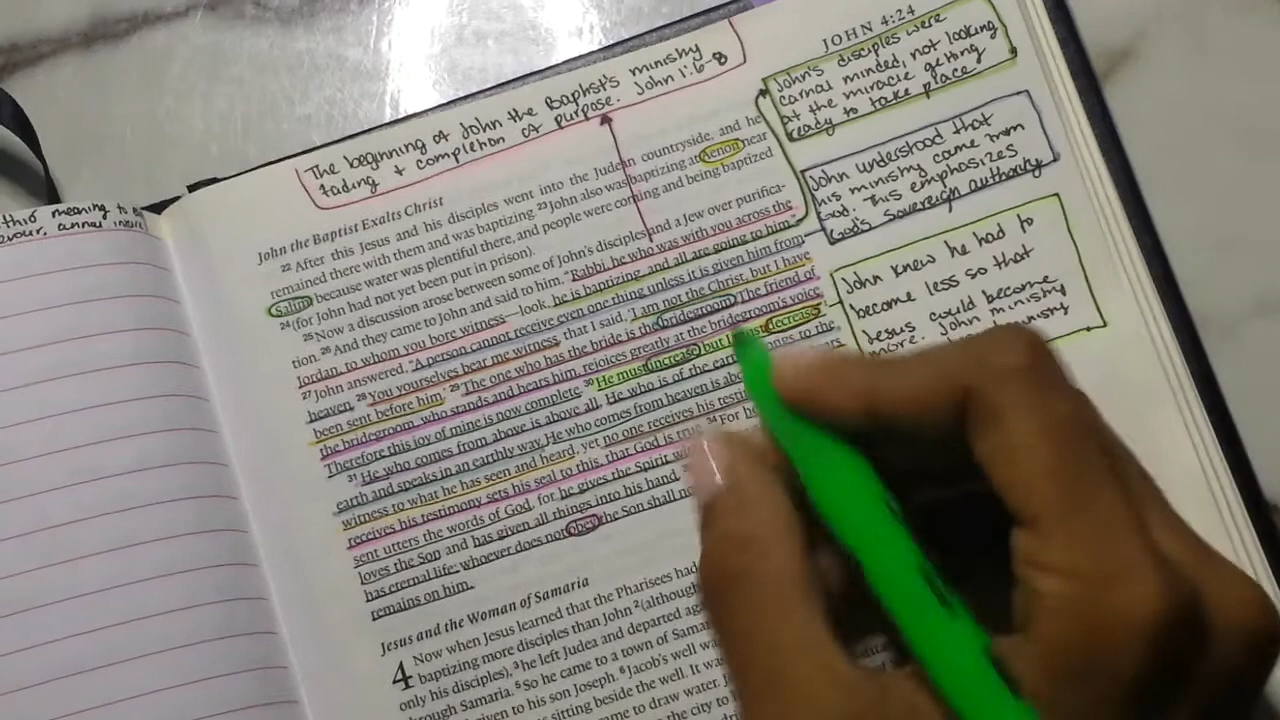 JOHN 4:24
The beginning of John the Baptist's ministry
fading + completion of purpose. John 1:6-8
John's disciples were
carnal minded, not looking
at the miracle getting
ready to take place
John understood that
his ministry came from
God. This emphasizes
God's sovereign authority
John knew he had to
become less so that
Jesus could become
more. John ministry
this meaning to
John the Baptist Exalts Christ
22 After this Jesus and his disciples went into the Judean countryside, and he
remained there with them and was baptizing. 23 John also was baptizing at Aenon near
Salim because water was plentiful there, and people were coming and being baptized
24 (for John had not yet been put in prison).
25 Now a discussion arose between some of John's disciples and a Jew over purifica-
tion. 26 And they came to John and said to him, "Rabbi, he who was with you across the
Jordan, to whom you bore witness—look, he is baptizing, and all are going to him."
27 John answered, "A person cannot receive even one thing unless it is given him from
heaven. 28 You yourselves bear me witness, that I said, 'I am not the Christ, but I have
been sent before him.' 29 The one who has the bride is the bridegroom. The friend of
the bridegroom, who stands and hears him, rejoices greatly at the bridegroom's voice.
Therefore this joy of mine is now complete. 30 He must increase, but I must decrease."
31 He who comes from above is above all. He who is of the earth belongs to the
earth and speaks in an earthly way. He who comes from heaven is
witness to what he has seen and heard, yet no one receives his
receives his testimony sets his seal to this, that God is true. 34 For
sent utters the words of God, for he gives the Spirit
loves the Son and has given all things into his hand.
has eternal life; whoever does not obey the Son shall
remains on him.
Jesus and the Woman of Samaria
4 Now when Jesus learned that the Pharisees had
baptizing more disciples than John 2 (although
only his disciples), 3 he left Judea and departed
through Samaria. 5 So he came to a town of
given to his son Joseph. 6 Jacob's well
sitting beside the well. It was
came to draw water.
the city to